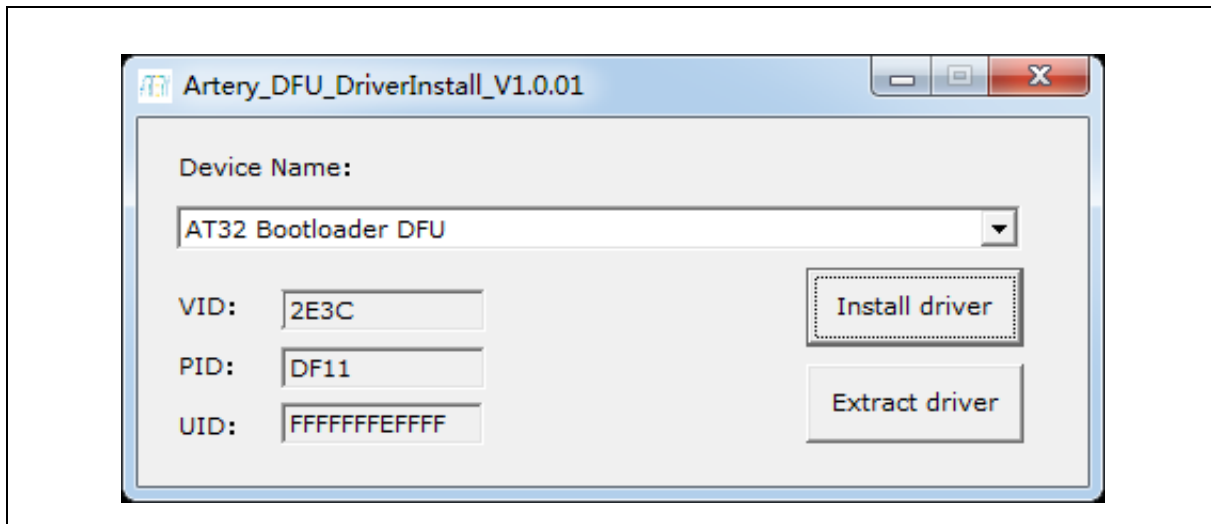 Artery_DFU_DriverInstall_V1.0.01
Device Name:
AT32 Bootloader DFU
VID: 2E3C
Install driver
PID: DF11
Extract driver
UID: FFFFFFFEFFFF